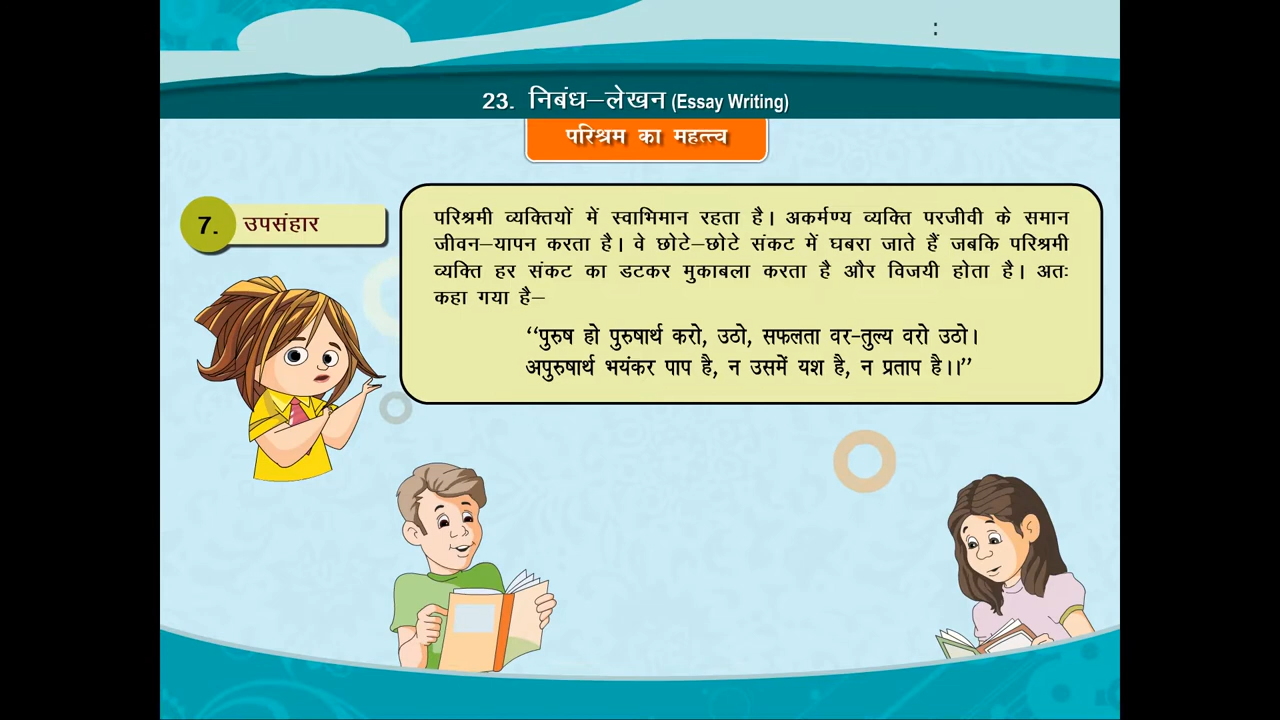 :
23. निबंध–लेखन (Essay Writing)
परिश्रम का महत्त्व
7. उपसंहार
परिश्रमी व्यक्तियों में स्वाभिमान रहता है। अकर्मण्य व्यक्ति परजीवी के समान
जीवन–यापन करता है। वे छोटे–छोटे संकट में घबरा जाते हैं जबकि परिश्रमी
व्यक्ति हर संकट का डटकर मुकाबला करता है और विजयी होता है। अतः
कहा गया है–
‘‘पुरुष हो पुरुषार्थ करो, उठो, सफलता वर-तुल्य वरो उठो।
अपुरुषार्थ भयंकर पाप है, न उसमें यश है, न प्रताप है।।’’